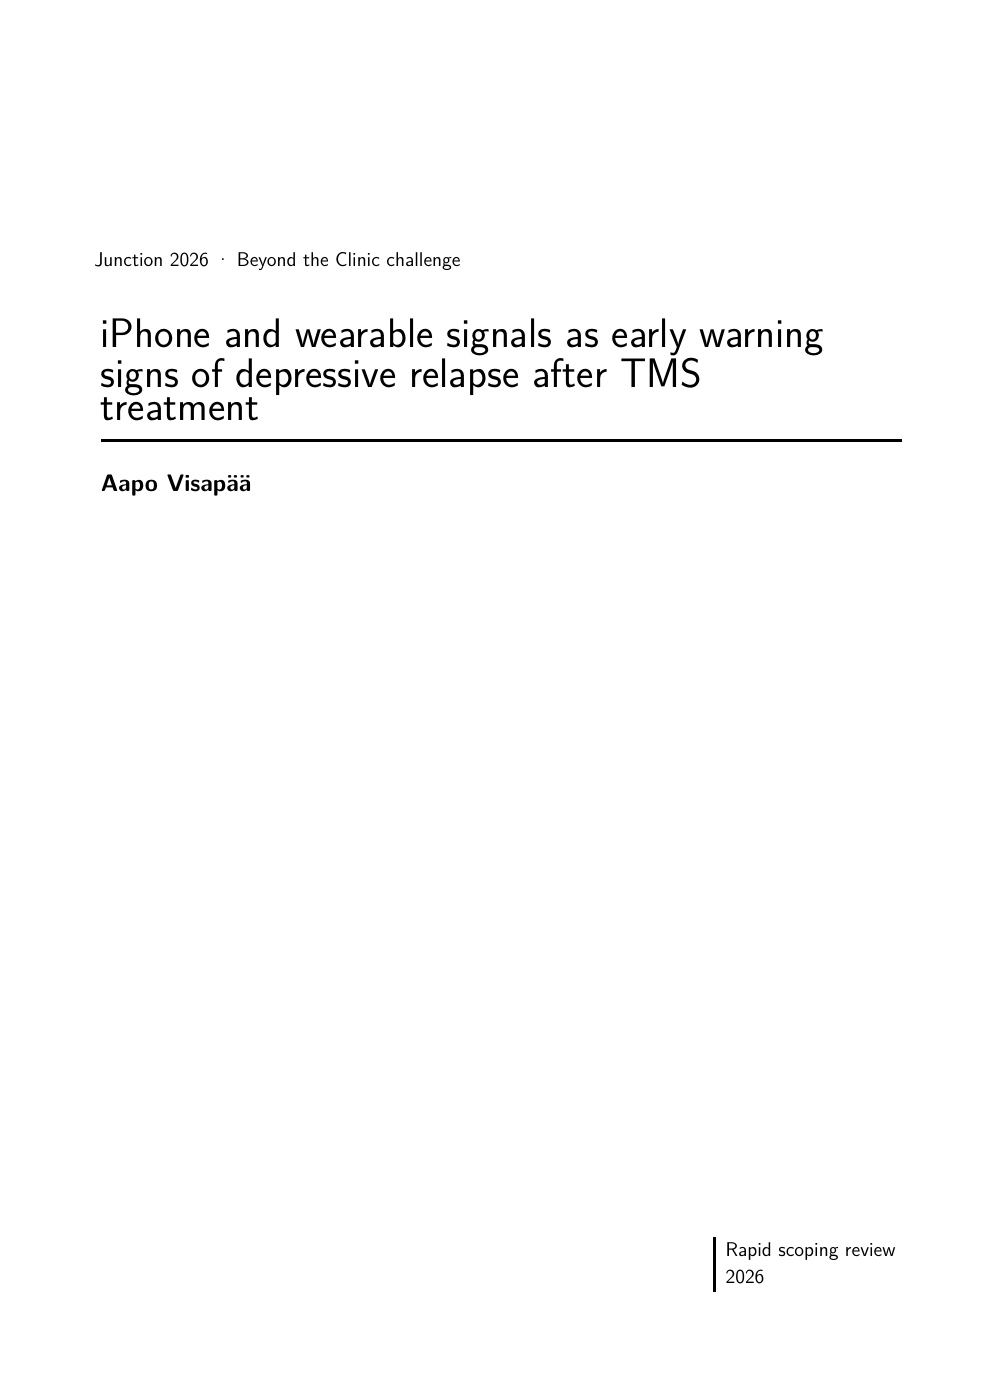 Junction 2026 · Beyond the Clinic challenge
iPhone and wearable signals as early warning
signs of depressive relapse after TMS
treatment
Aapo Visapää
Rapid scoping review
2026